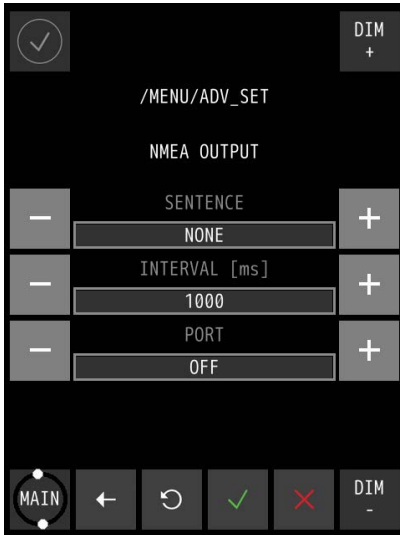 DIM
+
/MENU/ADV_SET
NMEA OUTPUT
SENTENCE
− NONE +
INTERVAL [ms]
− 1000 +
PORT
− OFF +
MAIN
DIM
-